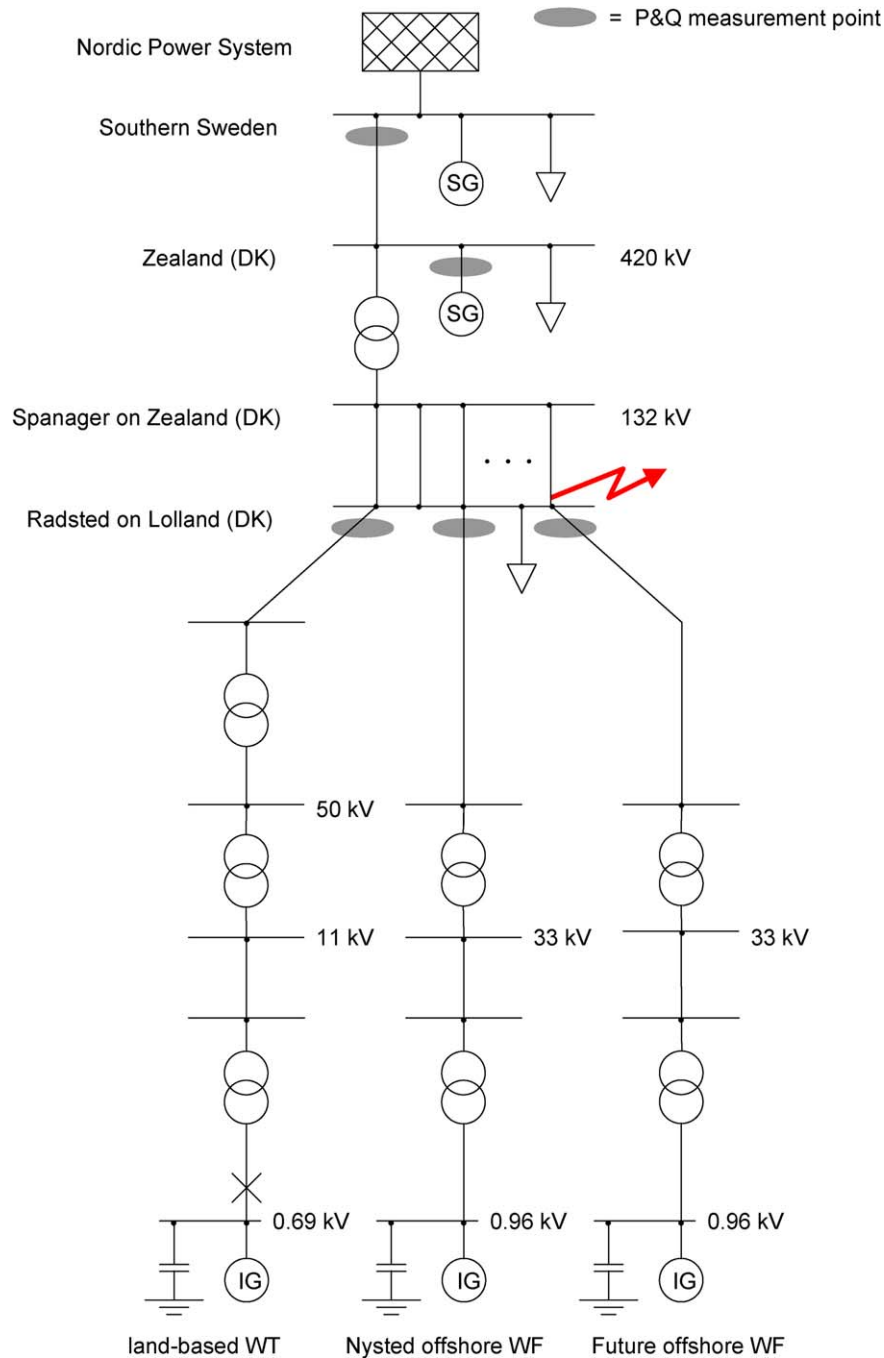 = P&Q measurement point
Nordic Power System
Southern Sweden
SG
Zealand (DK)
420 kV
SG
Spanager on Zealand (DK)
132 kV
. . .
Radsted on Lolland (DK)
50 kV
11 kV
33 kV
33 kV
0.69 kV
0.96 kV
0.96 kV
IG
IG
IG
land-based WT
Nysted offshore WF
Future offshore WF